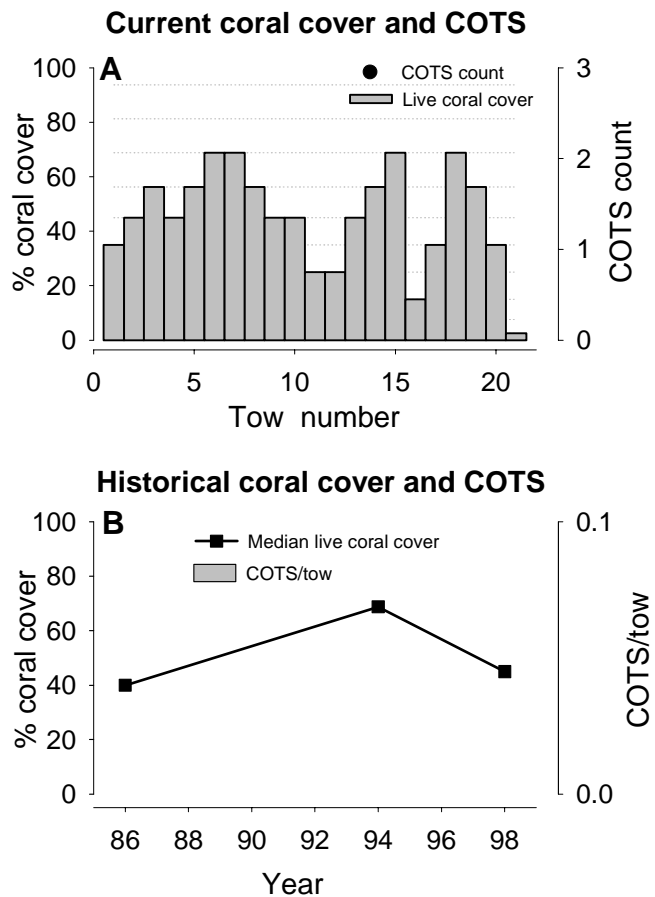 Current coral cover and COTS
A
COTS count
Live coral cover
100
80
60
40
20
0
% coral cover
3
2
1
0
COTS count
0 5 10 15 20
Tow number
Historical coral cover and COTS
B
Median live coral cover
COTS/tow
100
80
60
40
20
0
% coral cover
0.1
0.0
COTS/tow
86 88 90 92 94 96 98
Year